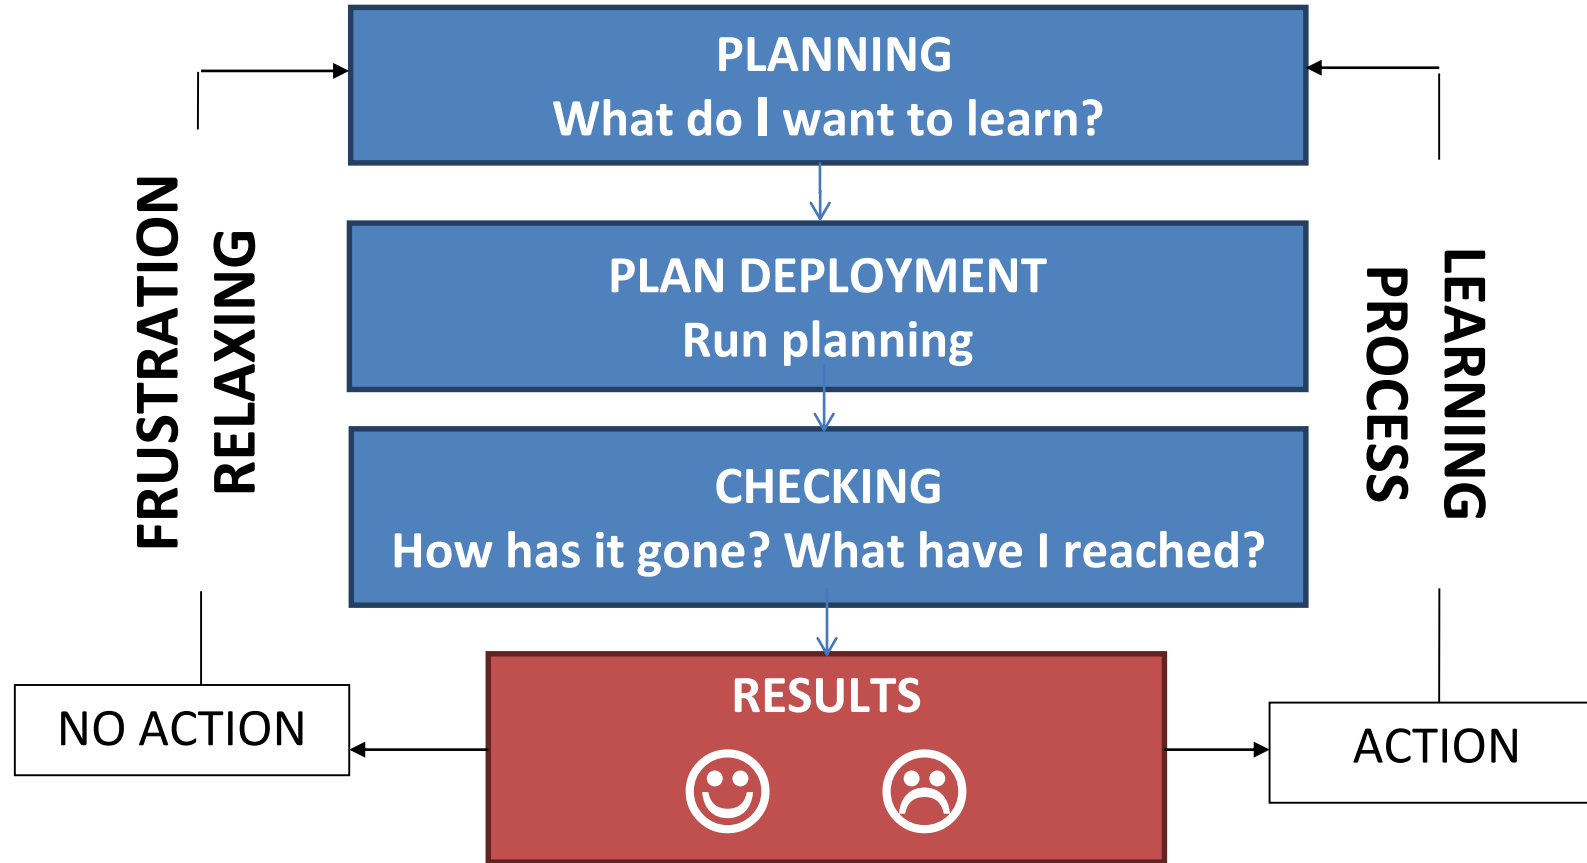 PLANNING
What do I want to learn?
FRUSTRATION
RELAXING
PLAN DEPLOYMENT
Run planning
LEARNING
PROCESS
CHECKING
How has it gone? What have I reached?
RESULTS
NO ACTION
ACTION